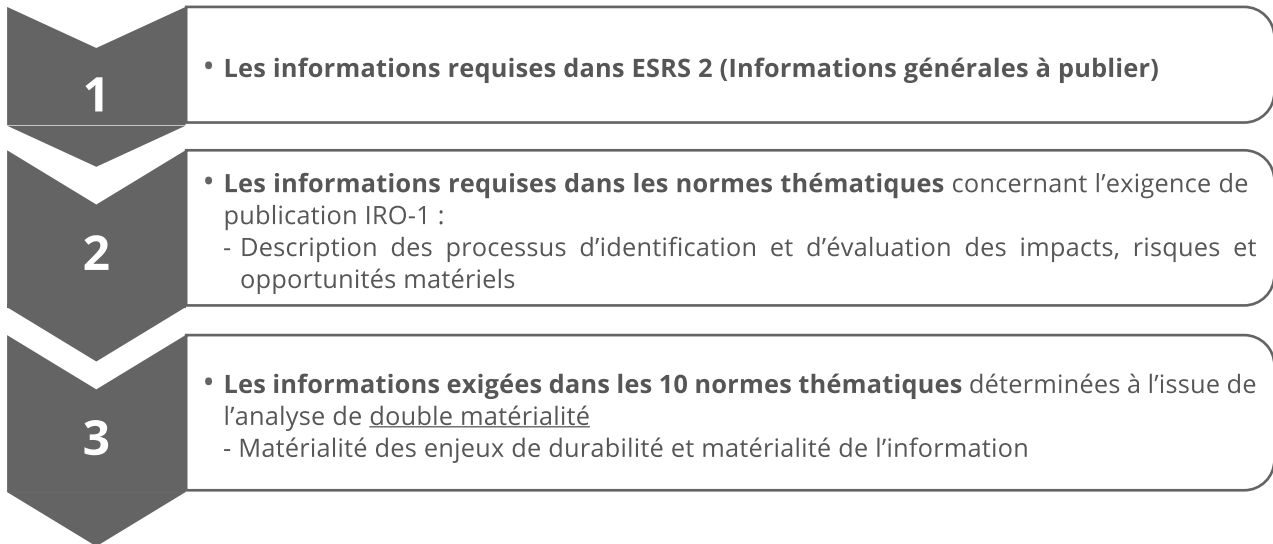 1
• Les informations requises dans ESRS 2 (Informations générales à publier)
2
• Les informations requises dans les normes thématiques concernant l’exigence de
publication IRO-1 :
- Description des processus d’identification et d’évaluation des impacts, risques et
opportunités matériels
3
• Les informations exigées dans les 10 normes thématiques déterminées à l’issue de
l’analyse de double matérialité
- Matérialité des enjeux de durabilité et matérialité de l’information